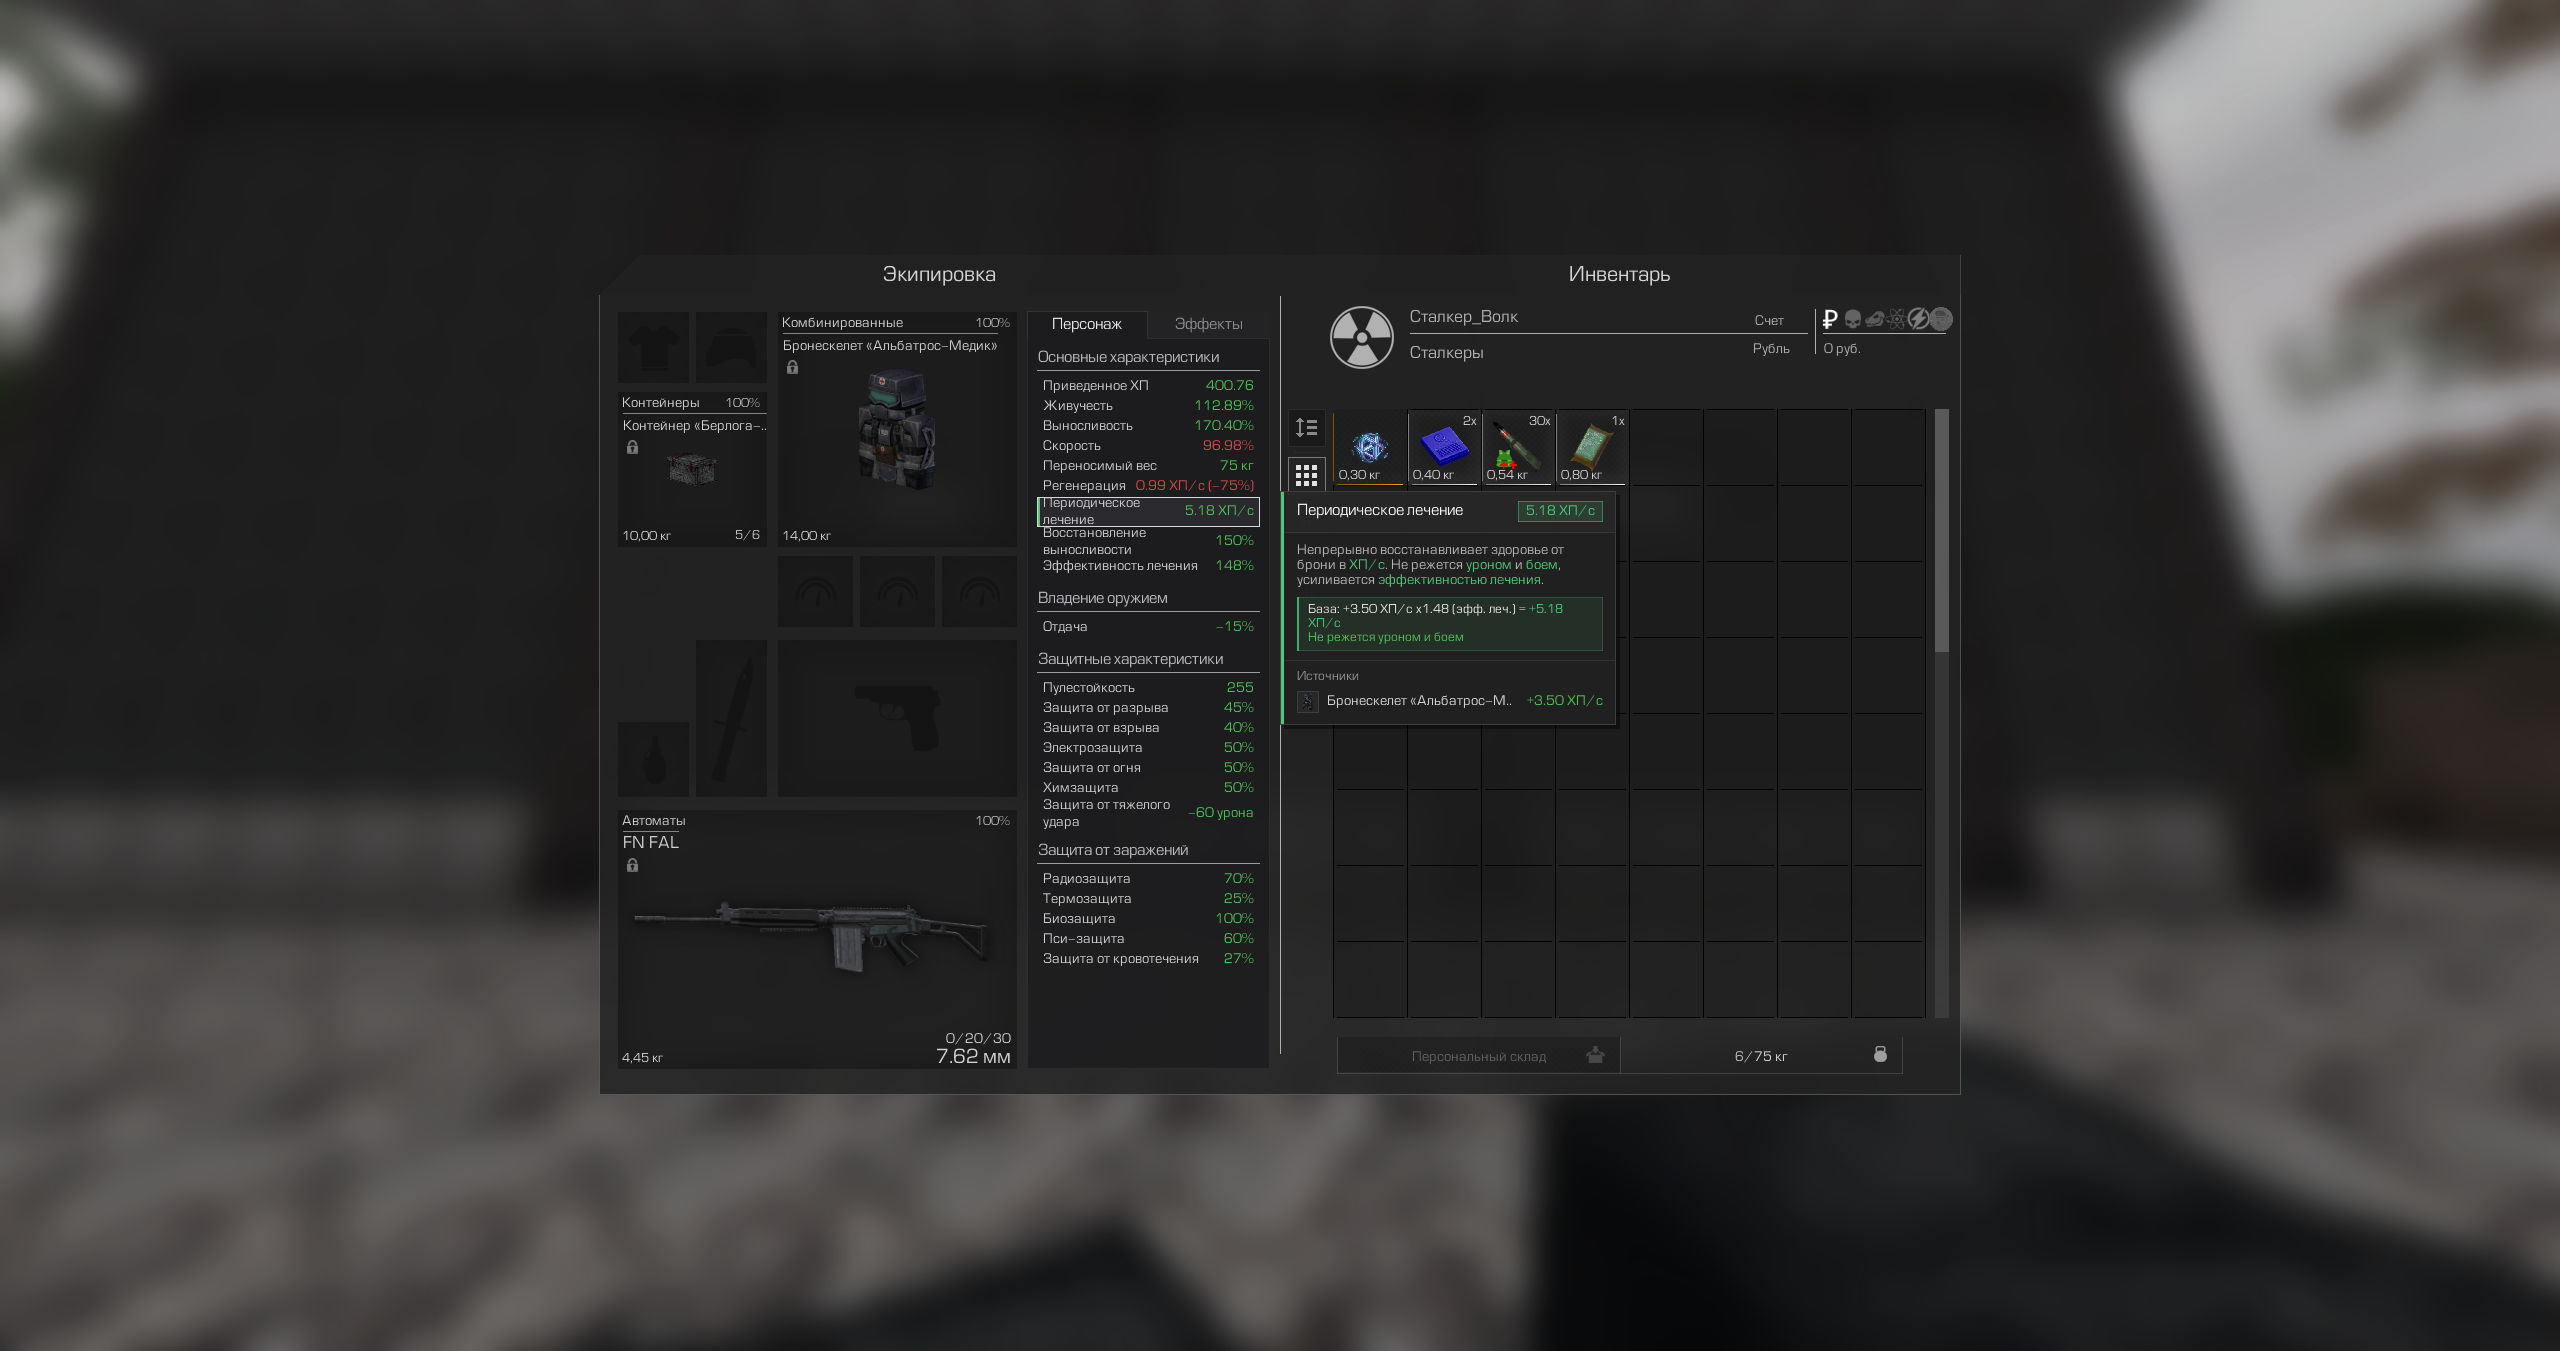 Экипировка
Инвентарь
Комбинированные 100%
Бронескелет «Альбатрос-Медик»
14,00 кг
Контейнеры 100%
Контейнер «Берлога-..
10,00 кг 5/6
Автоматы 100%
FN FAL
0/20/30
4,45 кг 7.62 мм
Персонаж Эффекты
Основные характеристики
Приведенное ХП 400.76
Живучесть 112.89%
Выносливость 170.40%
Скорость 96.98%
Переносимый вес 75 кг
Регенерация 0.99 ХП/с (-75%)
Периодическое
лечение 5.18 ХП/с
Восстановление
выносливости 150%
Эффективность лечения 148%
Владение оружием
Отдача -15%
Защитные характеристики
Пулестойкость 255
Защита от разрыва 45%
Защита от взрыва 40%
Электрозащита 50%
Защита от огня 50%
Химзащита 50%
Защита от тяжелого
удара -60 урона
Защита от заражений
Радиозащита 70%
Термозащита 25%
Биозащита 100%
Пси-защита 60%
Защита от кровотечения 27%
Сталкер_Волк
Сталкеры
Счет
Рубль
₽
0 руб.
0,30 кг
2x
0,40 кг
30x
0,54 кг
1x
0,80 кг
Периодическое лечение 5.18 ХП/с
Непрерывно восстанавливает здоровье от
брони в ХП/с. Не режется уроном и боем,
усиливается эффективностью лечения.
База: +3.50 ХП/с x1.48 (эфф. леч.) = +5.18
ХП/с
Не режется уроном и боем
Источники
Бронескелет «Альбатрос-М.. +3.50 ХП/с
Персональный склад
6/75 кг